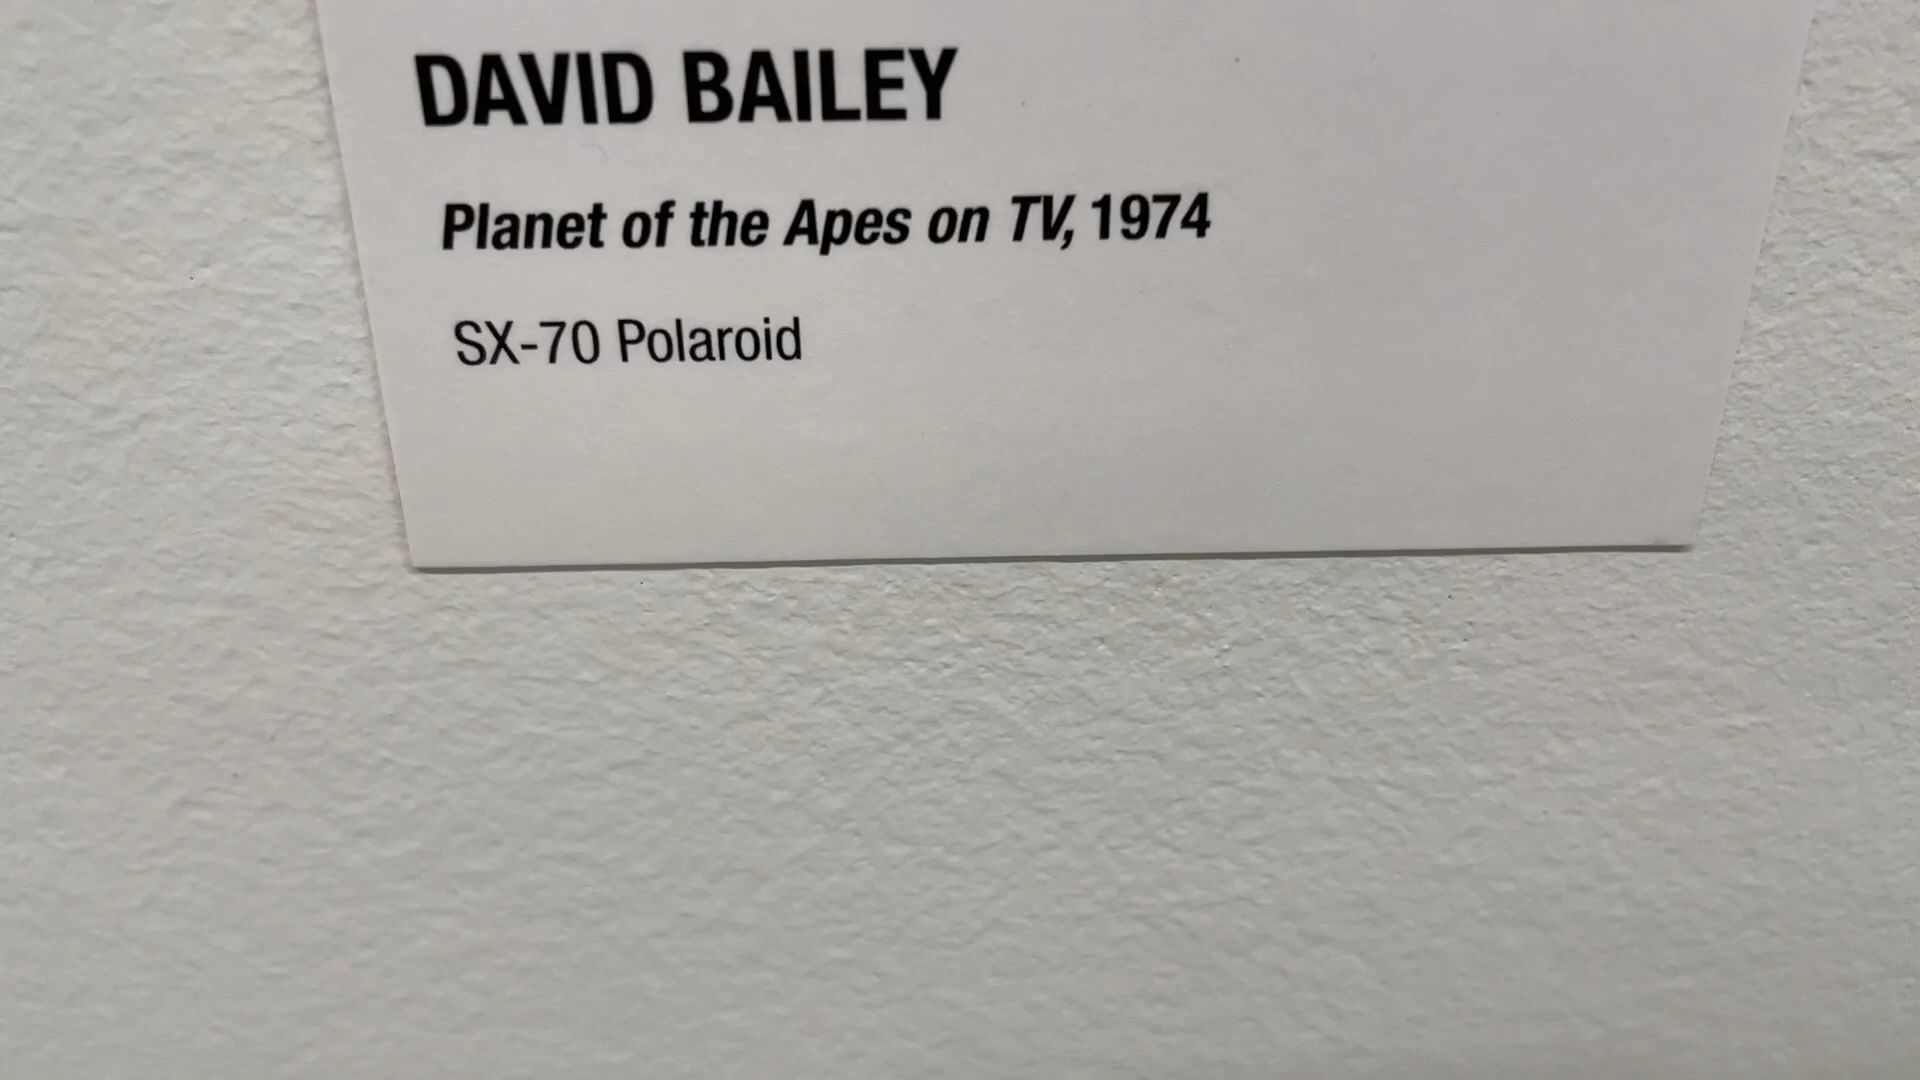 DAVID BAILEY
Planet of the Apes on TV, 1974
SX-70 Polaroid